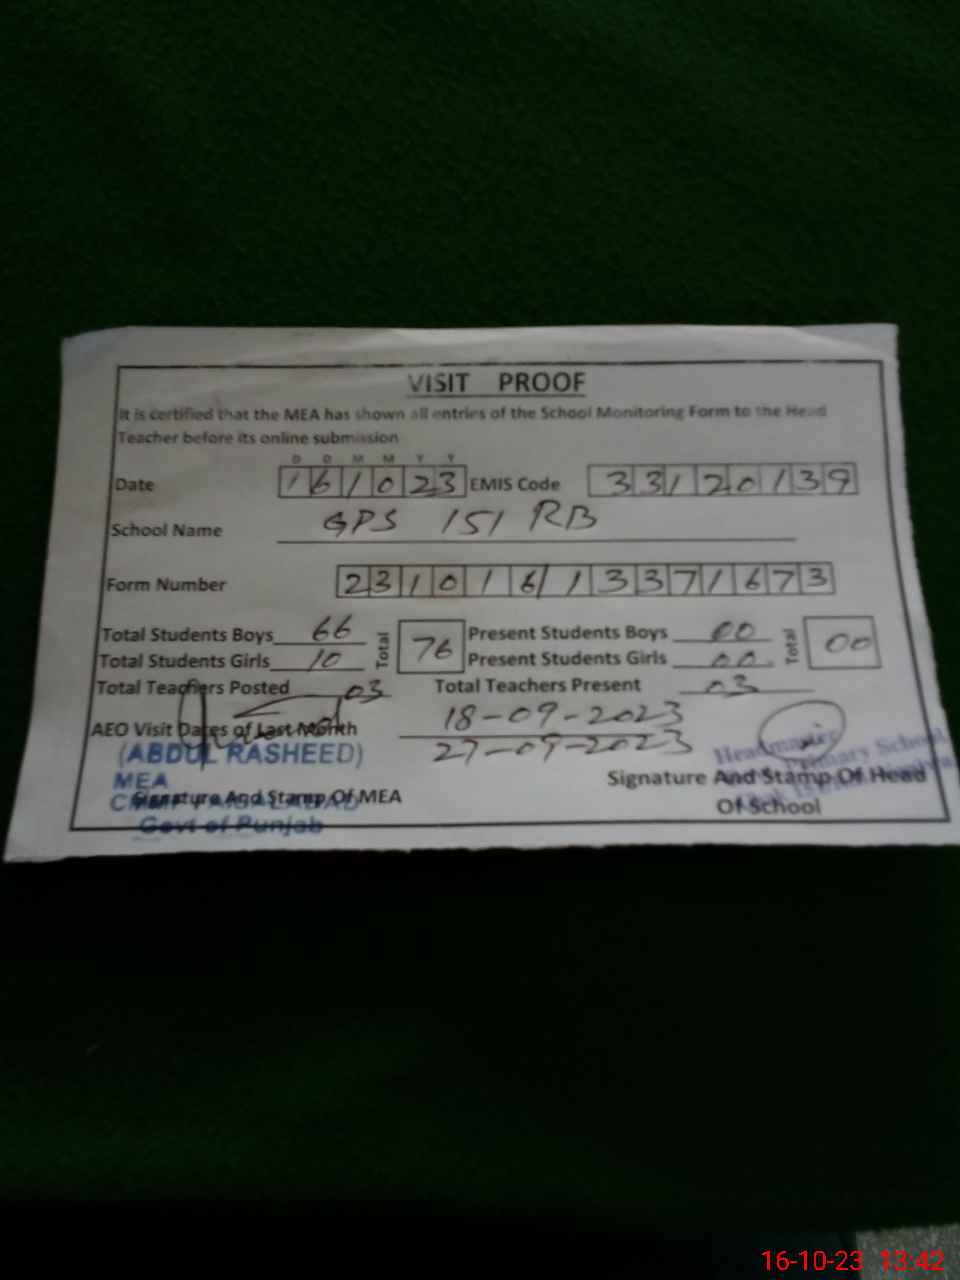 VISIT PROOF
It is certified that the MEA has shown all entries of the School Monitoring Form to the Head
Teacher before its online submission
D D M M Y Y
Date 161023 EMIS Code 33120139
School Name GPS 151 RB
Form Number 23101613371673
Total Students Boys 66 Total 76 Present Students Boys 00 Total 00
Total Students Girls 10 Present Students Girls 00
Total Teachers Posted 03 Total Teachers Present 03
AEO Visit Dates of Last Month 18-09-2023
27-09-2023
(ABDUL RASHEED)
MEA
Govt of Punjab
Signature And Stamp Of MEA
Headmaster
Primary School
Signature And Stamp Of Head
Of School
16-10-23 13:42